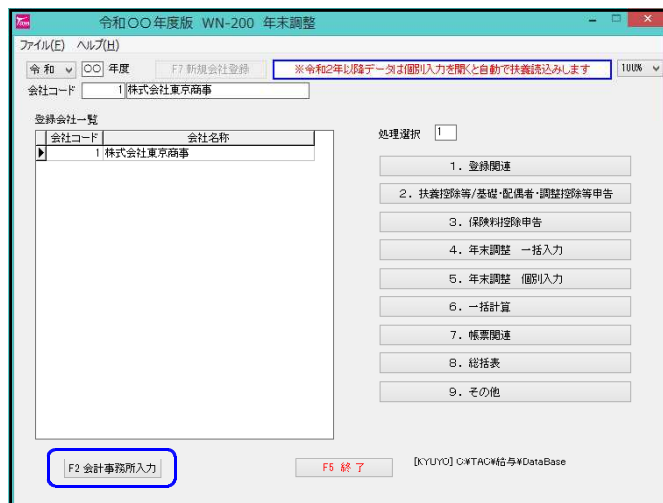 令和〇〇年度版 WN-200 年末調整
ファイル(F) ヘルプ(H)
令和 〇〇 年度 F7 新規会社登録 ※令和2年以降データは個別入力を開くと自動で扶養読込みします 100%
会社コード 1 株式会社東京商事
登録会社一覧
処理選択 1
会社コード 会社名称
1 株式会社東京商事
1. 登録関連
2. 扶養控除等/基礎・配偶者・調整控除等申告
3. 保険料控除申告
4. 年末調整 一括入力
5. 年末調整 個別入力
6. 一括計算
7. 帳票関連
8. 総括表
9. その他
F2 会計事務所入力
F5 終了
[KYUYO] C:¥TAC¥給与¥DataBase